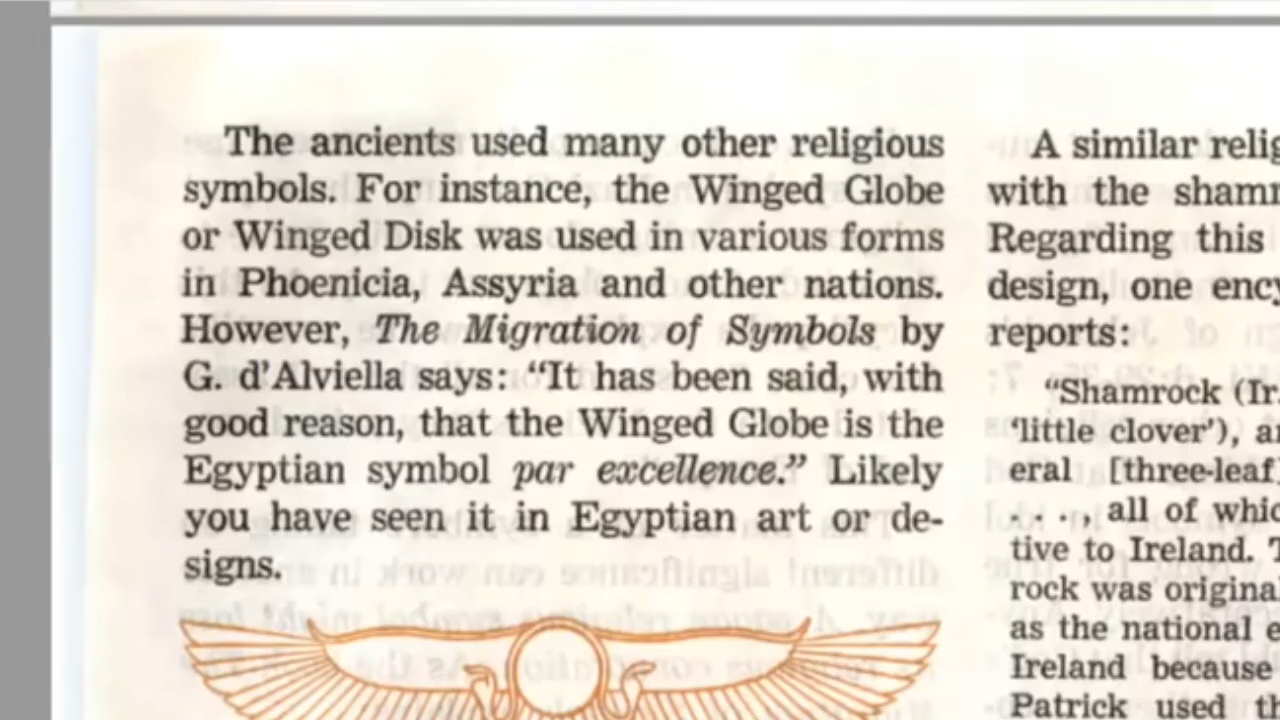 The ancients used many other religious
symbols. For instance, the Winged Globe
or Winged Disk was used in various forms
in Phoenicia, Assyria and other nations.
However, The Migration of Symbols by
G. d'Alviella says: “It has been said, with
good reason, that the Winged Globe is the
Egyptian symbol par excellence.” Likely
you have seen it in Egyptian art or de-
signs.
A similar relig
with the shamr
Regarding this
design, one ency
reports:
“Shamrock (Ir.
‘little clover’), a
eral [three-leaf
. . ., all of whic
tive to Ireland. T
rock was original
as the national e
Ireland because
Patrick used th